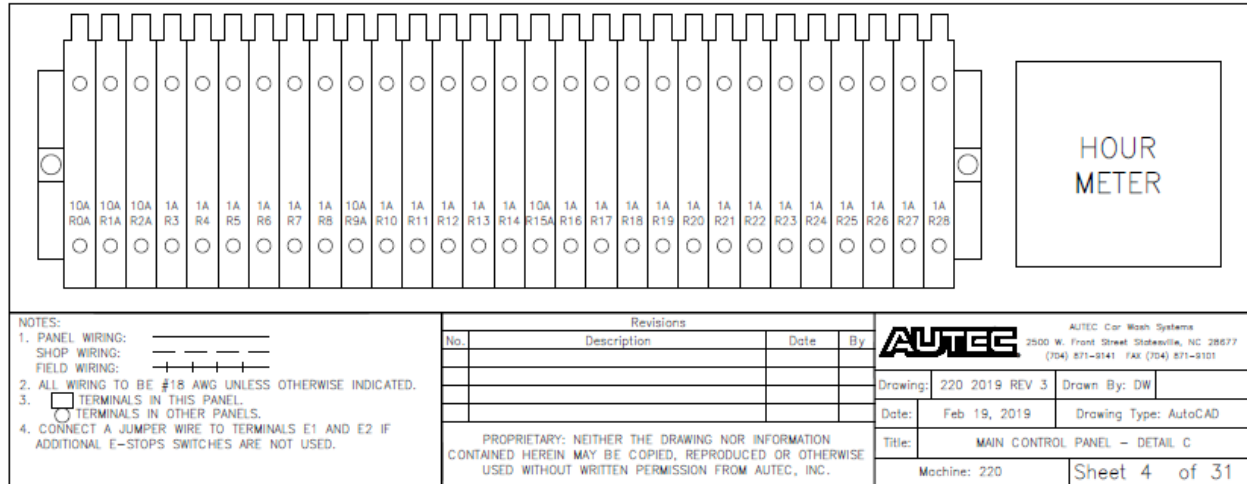 10A 10A 10A 1A 1A 1A 1A 1A 1A 10A 1A 1A 1A 1A 1A 10A 1A 1A 1A 1A 1A 1A 1A 1A 1A 1A 1A 1A 1A
R0A R1A R2A R3 R4 R5 R6 R7 R8 R9A R10 R11 R12 R13 R14 R15A R16 R17 R18 R19 R20 R21 R22 R23 R24 R25 R26 R27 R28
HOUR
METER
NOTES:
1. PANEL WIRING:
SHOP WIRING:
FIELD WIRING:
2. ALL WIRING TO BE #18 AWG UNLESS OTHERWISE INDICATED.
3. TERMINALS IN THIS PANEL.
TERMINALS IN OTHER PANELS.
4. CONNECT A JUMPER WIRE TO TERMINALS E1 AND E2 IF
ADDITIONAL E-STOPS SWITCHES ARE NOT USED.
Revisions
No. Description Date By
PROPRIETARY: NEITHER THE DRAWING NOR INFORMATION
CONTAINED HEREIN MAY BE COPIED, REPRODUCED OR OTHERWISE
USED WITHOUT WRITTEN PERMISSION FROM AUTEC, INC.
AUTEC
AUTEC Car Wash Systems
2500 W. Front Street Statesville, NC 28677
(704) 871-9141 FAX (704) 871-9101
Drawing: 220 2019 REV 3 Drawn By: DW
Date: Feb 19, 2019 Drawing Type: AutoCAD
Title: MAIN CONTROL PANEL - DETAIL C
Machine: 220 Sheet 4 of 31